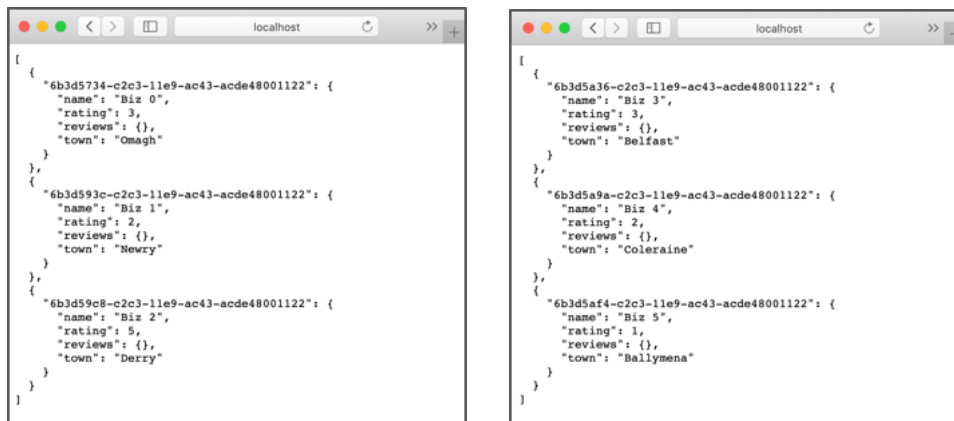 localhost
[
  {
    "6b3d5734-c2c3-11e9-ac43-acde48001122": {
      "name": "Biz 0",
      "rating": 3,
      "reviews": {},
      "town": "Omagh"
    }
  },
  {
    "6b3d593c-c2c3-11e9-ac43-acde48001122": {
      "name": "Biz 1",
      "rating": 2,
      "reviews": {},
      "town": "Newry"
    }
  },
  {
    "6b3d59c8-c2c3-11e9-ac43-acde48001122": {
      "name": "Biz 2",
      "rating": 5,
      "reviews": {},
      "town": "Derry"
    }
  }
]
localhost
[
  {
    "6b3d5a36-c2c3-11e9-ac43-acde48001122": {
      "name": "Biz 3",
      "rating": 3,
      "reviews": {},
      "town": "Belfast"
    }
  },
  {
    "6b3d5a9a-c2c3-11e9-ac43-acde48001122": {
      "name": "Biz 4",
      "rating": 2,
      "reviews": {},
      "town": "Coleraine"
    }
  },
  {
    "6b3d5af4-c2c3-11e9-ac43-acde48001122": {
      "name": "Biz 5",
      "rating": 1,
      "reviews": {},
      "town": "Ballymena"
    }
  }
]